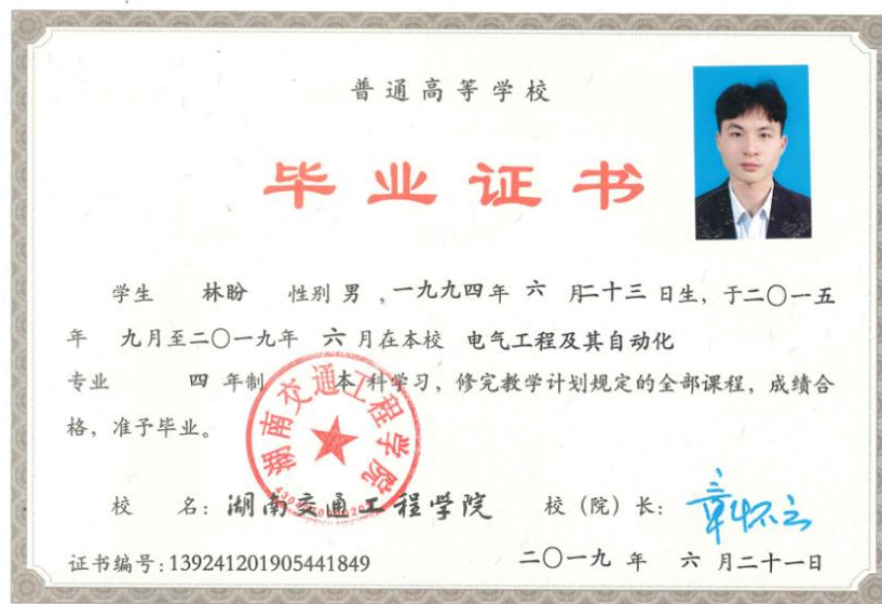 普通高等学校
毕业证书
学生 林盼 性别 男 ，一九九四年 六 月二十三日生，于二〇一五
年 九月至二〇一九年 六 月在本校 电气工程及其自动化
专业 四 年制 本 科学习，修完教学计划规定的全部课程，成绩合
格，准予毕业。
湖南交通工程学院
校 名：湖南交通工程学院 校（院）长：章怀云
证书编号：139241201905441849 二〇一九 年 六 月二十一日